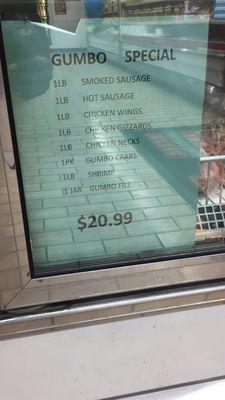 GUMBO SPECIAL
1LB SMOKED SAUSAGE
1LB HOT SAUSAGE
1LB CHICKEN WINGS
1LB CHICKEN GIZZARDS
1LB CHICKEN NECKS
1PK GUMBO CRABS
1LB SHRIMP
1 JAR GUMBO FILE
$20.99